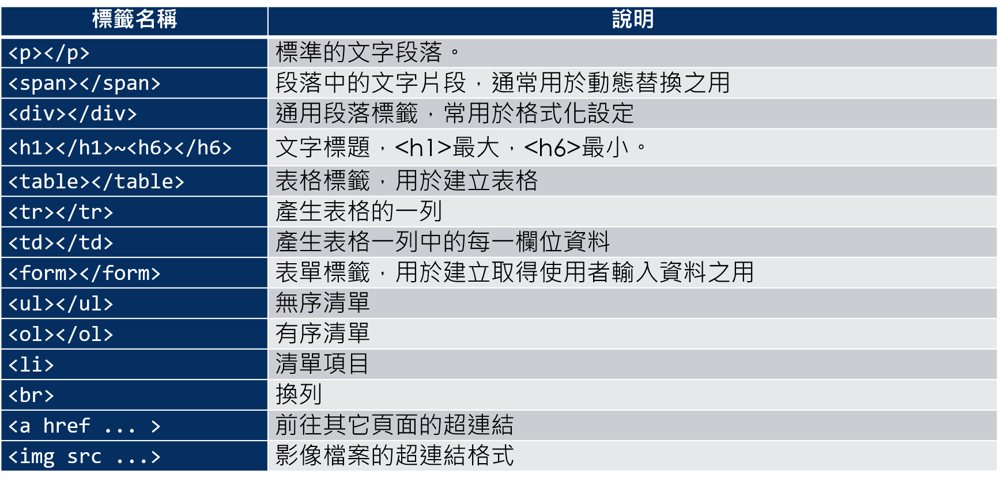 標籤名稱 說明
<p></p> 標準的文字段落。
<span></span> 段落中的文字片段，通常用於動態替換之用
<div></div> 通用段落標籤，常用於格式化設定
<h1></h1>~<h6></h6> 文字標題，<h1>最大，<h6>最小。
<table></table> 表格標籤，用於建立表格
<tr></tr> 產生表格的一列
<td></td> 產生表格一列中的每一欄位資料
<form></form> 表單標籤，用於建立取得使用者輸入資料之用
<ul></ul> 無序清單
<ol></ol> 有序清單
<li> 清單項目
<br> 換列
<a href ... > 前往其它頁面的超連結
<img src ...> 影像檔案的超連結格式